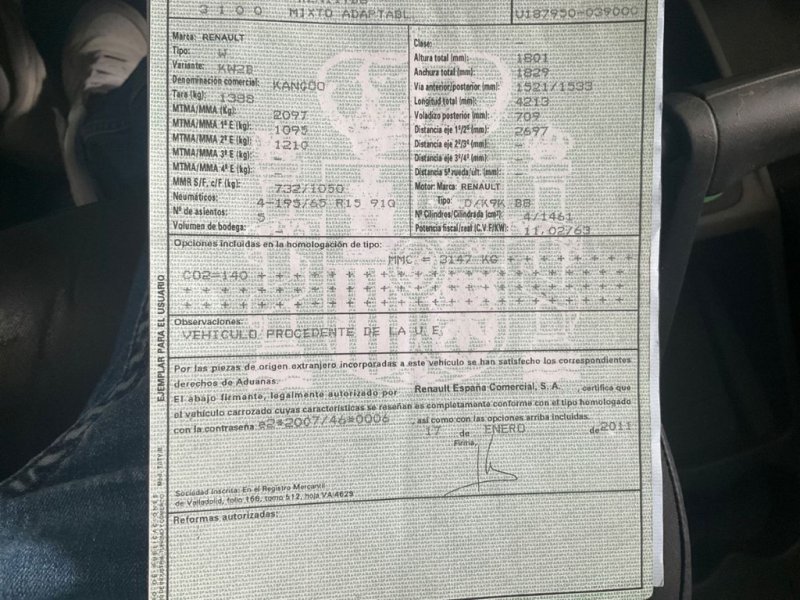 3100 MIXTO ADAPTABL. U187950-039000
Marca: RENAULT
Tipo: W
Variante: KW2B
Denominación comercial: KANGOO
Tara (kg): 1388
MTMA/MMA (Kg): 2097
MTMA/MMA 1º E (kg): 1095
MTMA/MMA 2º E (kg): 1210
MTMA/MMA 3º E (kg): -
MTMA/MMA 4º E (kg): -
MMR S/F, c/F (kg): 732/1050
Neumáticos: 4-195/65 R15 91Q
Nº de asientos: 5
Volumen de bodega: -
Clase: -
Altura total (mm): 1801
Anchura total (mm): 1829
Vía anterior/posterior (mm): 1521/1533
Longitud total (mm): 4213
Voladizo posterior (mm): 709
Distancia eje 1º/2º (mm): 2697
Distancia eje 2º/3º (mm): -
Distancia eje 3º/4º (mm): -
Distancia 5ª rueda/últ. (mm): -
Motor: Marca: RENAULT
Tipo: D/K9K B8
Nº Cilindros/Cilindrada (cm³): 4/1461
Potencia fiscal/real (C.V.F/KW): 11,02/63
Opciones incluidas en la homologación de tipo:
MMC = 3147 KG + + + + + + + +
CO2=140 + + + + + + + + + + + + + + + + + + +
+ + + + + + + + + + + + + + + + + + + + + + +
+ + + + + + + + + + + + + + + + + + + + + + +
Observaciones:
VEHICULO PROCEDENTE DE LA U.E.
Por las piezas de origen extranjero incorporadas a este vehículo se han satisfecho los correspondientes
derechos de Aduanas.
El abajo firmante, legalmente autorizado por Renault España Comercial, S. A. , certifica que
el vehículo carrozado cuyas características se reseñan es completamente conforme con el tipo homologado
con la contraseña e2*2007/46*0006 , así como con las opciones arriba incluidas.
17 de ENERO de 2011
Firma,
Sociedad inscrita: En el Registro Mercantil
de Valladolid, folio 168, tomo 512, hoja VA-4629
Reformas autorizadas:
EJEMPLAR PARA EL USUARIO